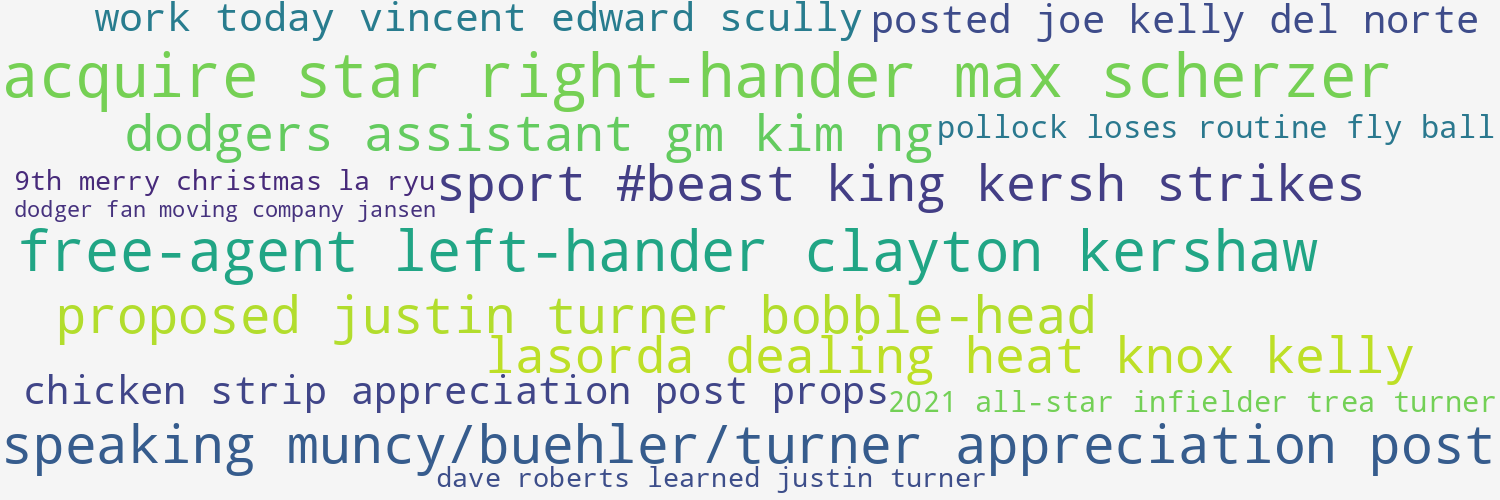 work today vincent edward scully
posted joe kelly del norte
acquire star right-hander max scherzer
dodgers assistant gm kim ng
pollock loses routine fly ball
9th merry christmas la ryu
sport #beast king kersh strikes
dodger fan moving company jansen
free-agent left-hander clayton kershaw
proposed justin turner bobble-head
lasorda dealing heat knox kelly
chicken strip appreciation post props
2021 all-star infielder trea turner
speaking muncy/buehler/turner appreciation post
dave roberts learned justin turner